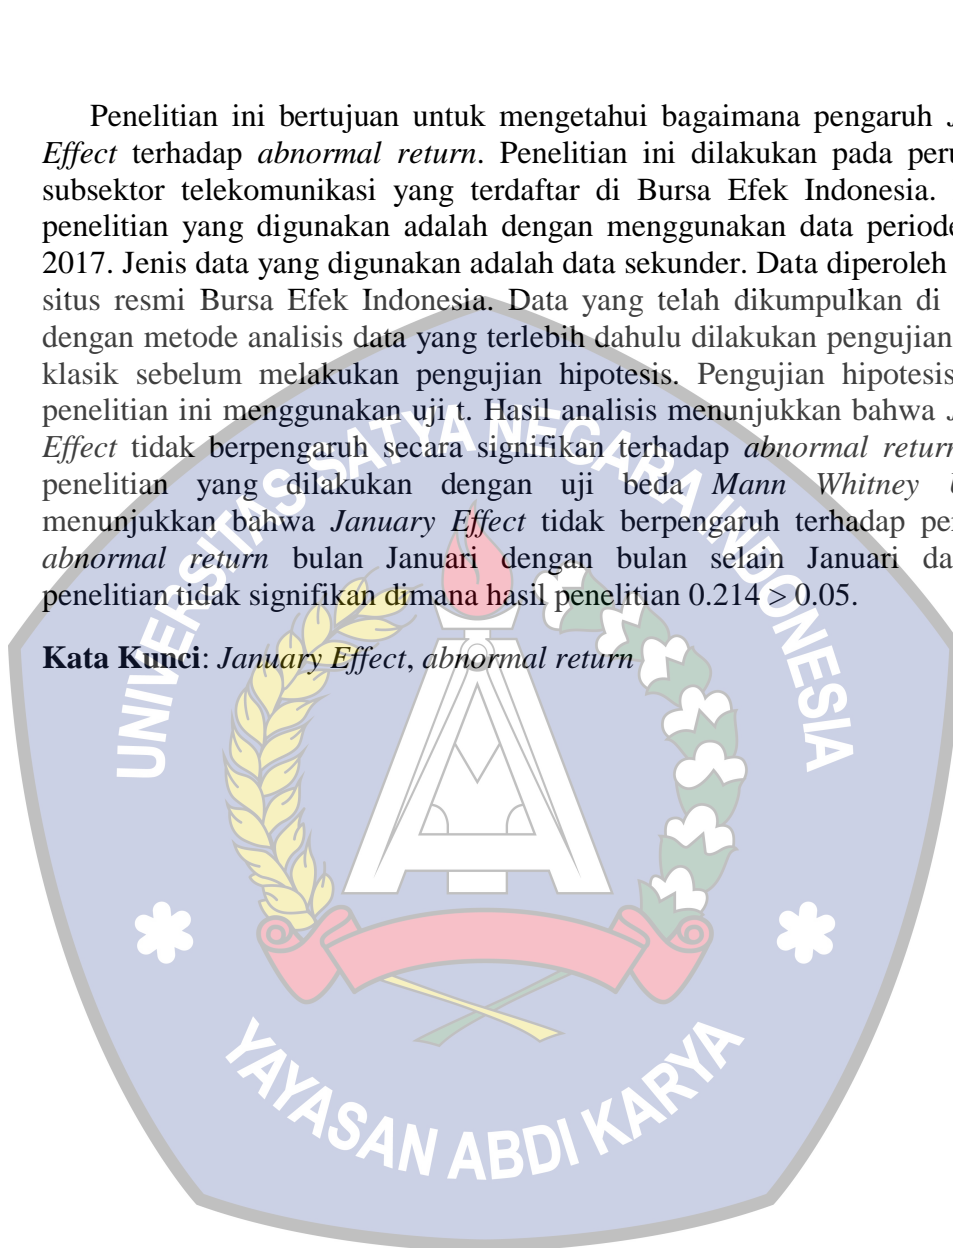 Penelitian ini bertujuan untuk mengetahui bagaimana pengaruh
Effect terhadap abnormal return. Penelitian ini dilakukan pada
subsektor telekomunikasi yang terdaftar di Bursa Efek Indonesia.
penelitian yang digunakan adalah dengan menggunakan data periode
2017. Jenis data yang digunakan adalah data sekunder. Data diperoleh
situs resmi Bursa Efek Indonesia. Data yang telah dikumpulkan di
dengan metode analisis data yang terlebih dahulu dilakukan pengujian
klasik sebelum melakukan pengujian hipotesis. Pengujian hipotesis
penelitian ini menggunakan uji t. Hasil analisis menunjukkan bahwa
Effect tidak berpengaruh secara signifikan terhadap abnormal return
penelitian yang dilakukan dengan uji beda Mann Whitney U
menunjukkan bahwa January Effect tidak berpengaruh terhadap
abnormal return bulan Januari dengan bulan selain Januari
penelitian tidak signifikan dimana hasil penelitian 0.214 > 0.05.
Kata Kunci: January Effect, abnormal return
UNIVERSITAS SATYA NEGARA INDONESIA
YAYASAN ABDI KARYA